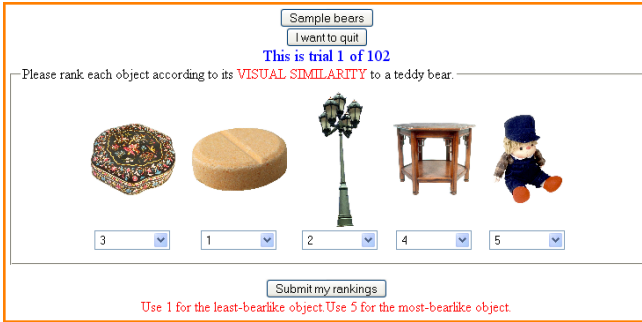 Sample bears
I want to quit
This is trial 1 of 102
Please rank each object according to its VISUAL SIMILARITY to a teddy bear.
3 1 2 4 5
Submit my rankings
Use 1 for the least-bearlike object.Use 5 for the most-bearlike object.